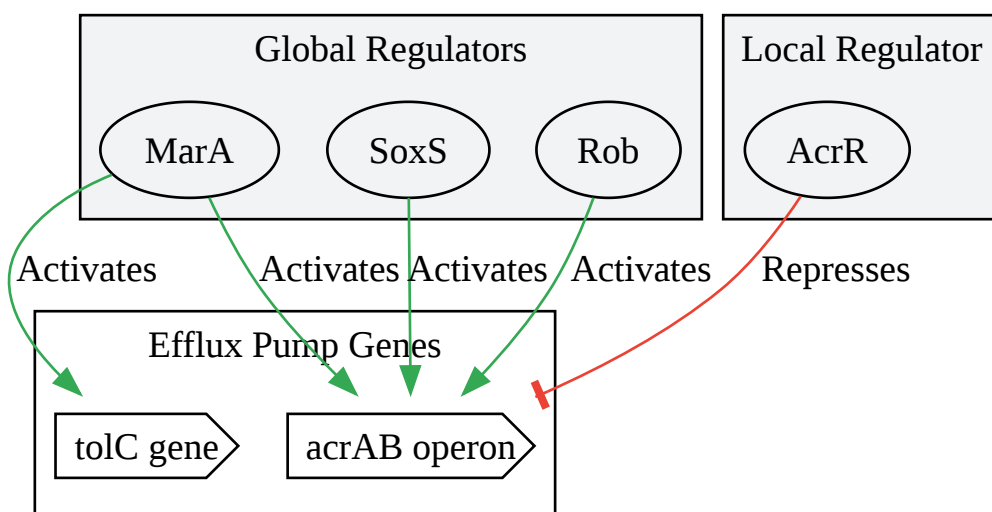 Global Regulators
Local Regulator
MarA
SoxS
Rob
AcrR
Activates
Activates
Activates
Activates
Represses
Efflux Pump Genes
tolC gene
acrAB operon